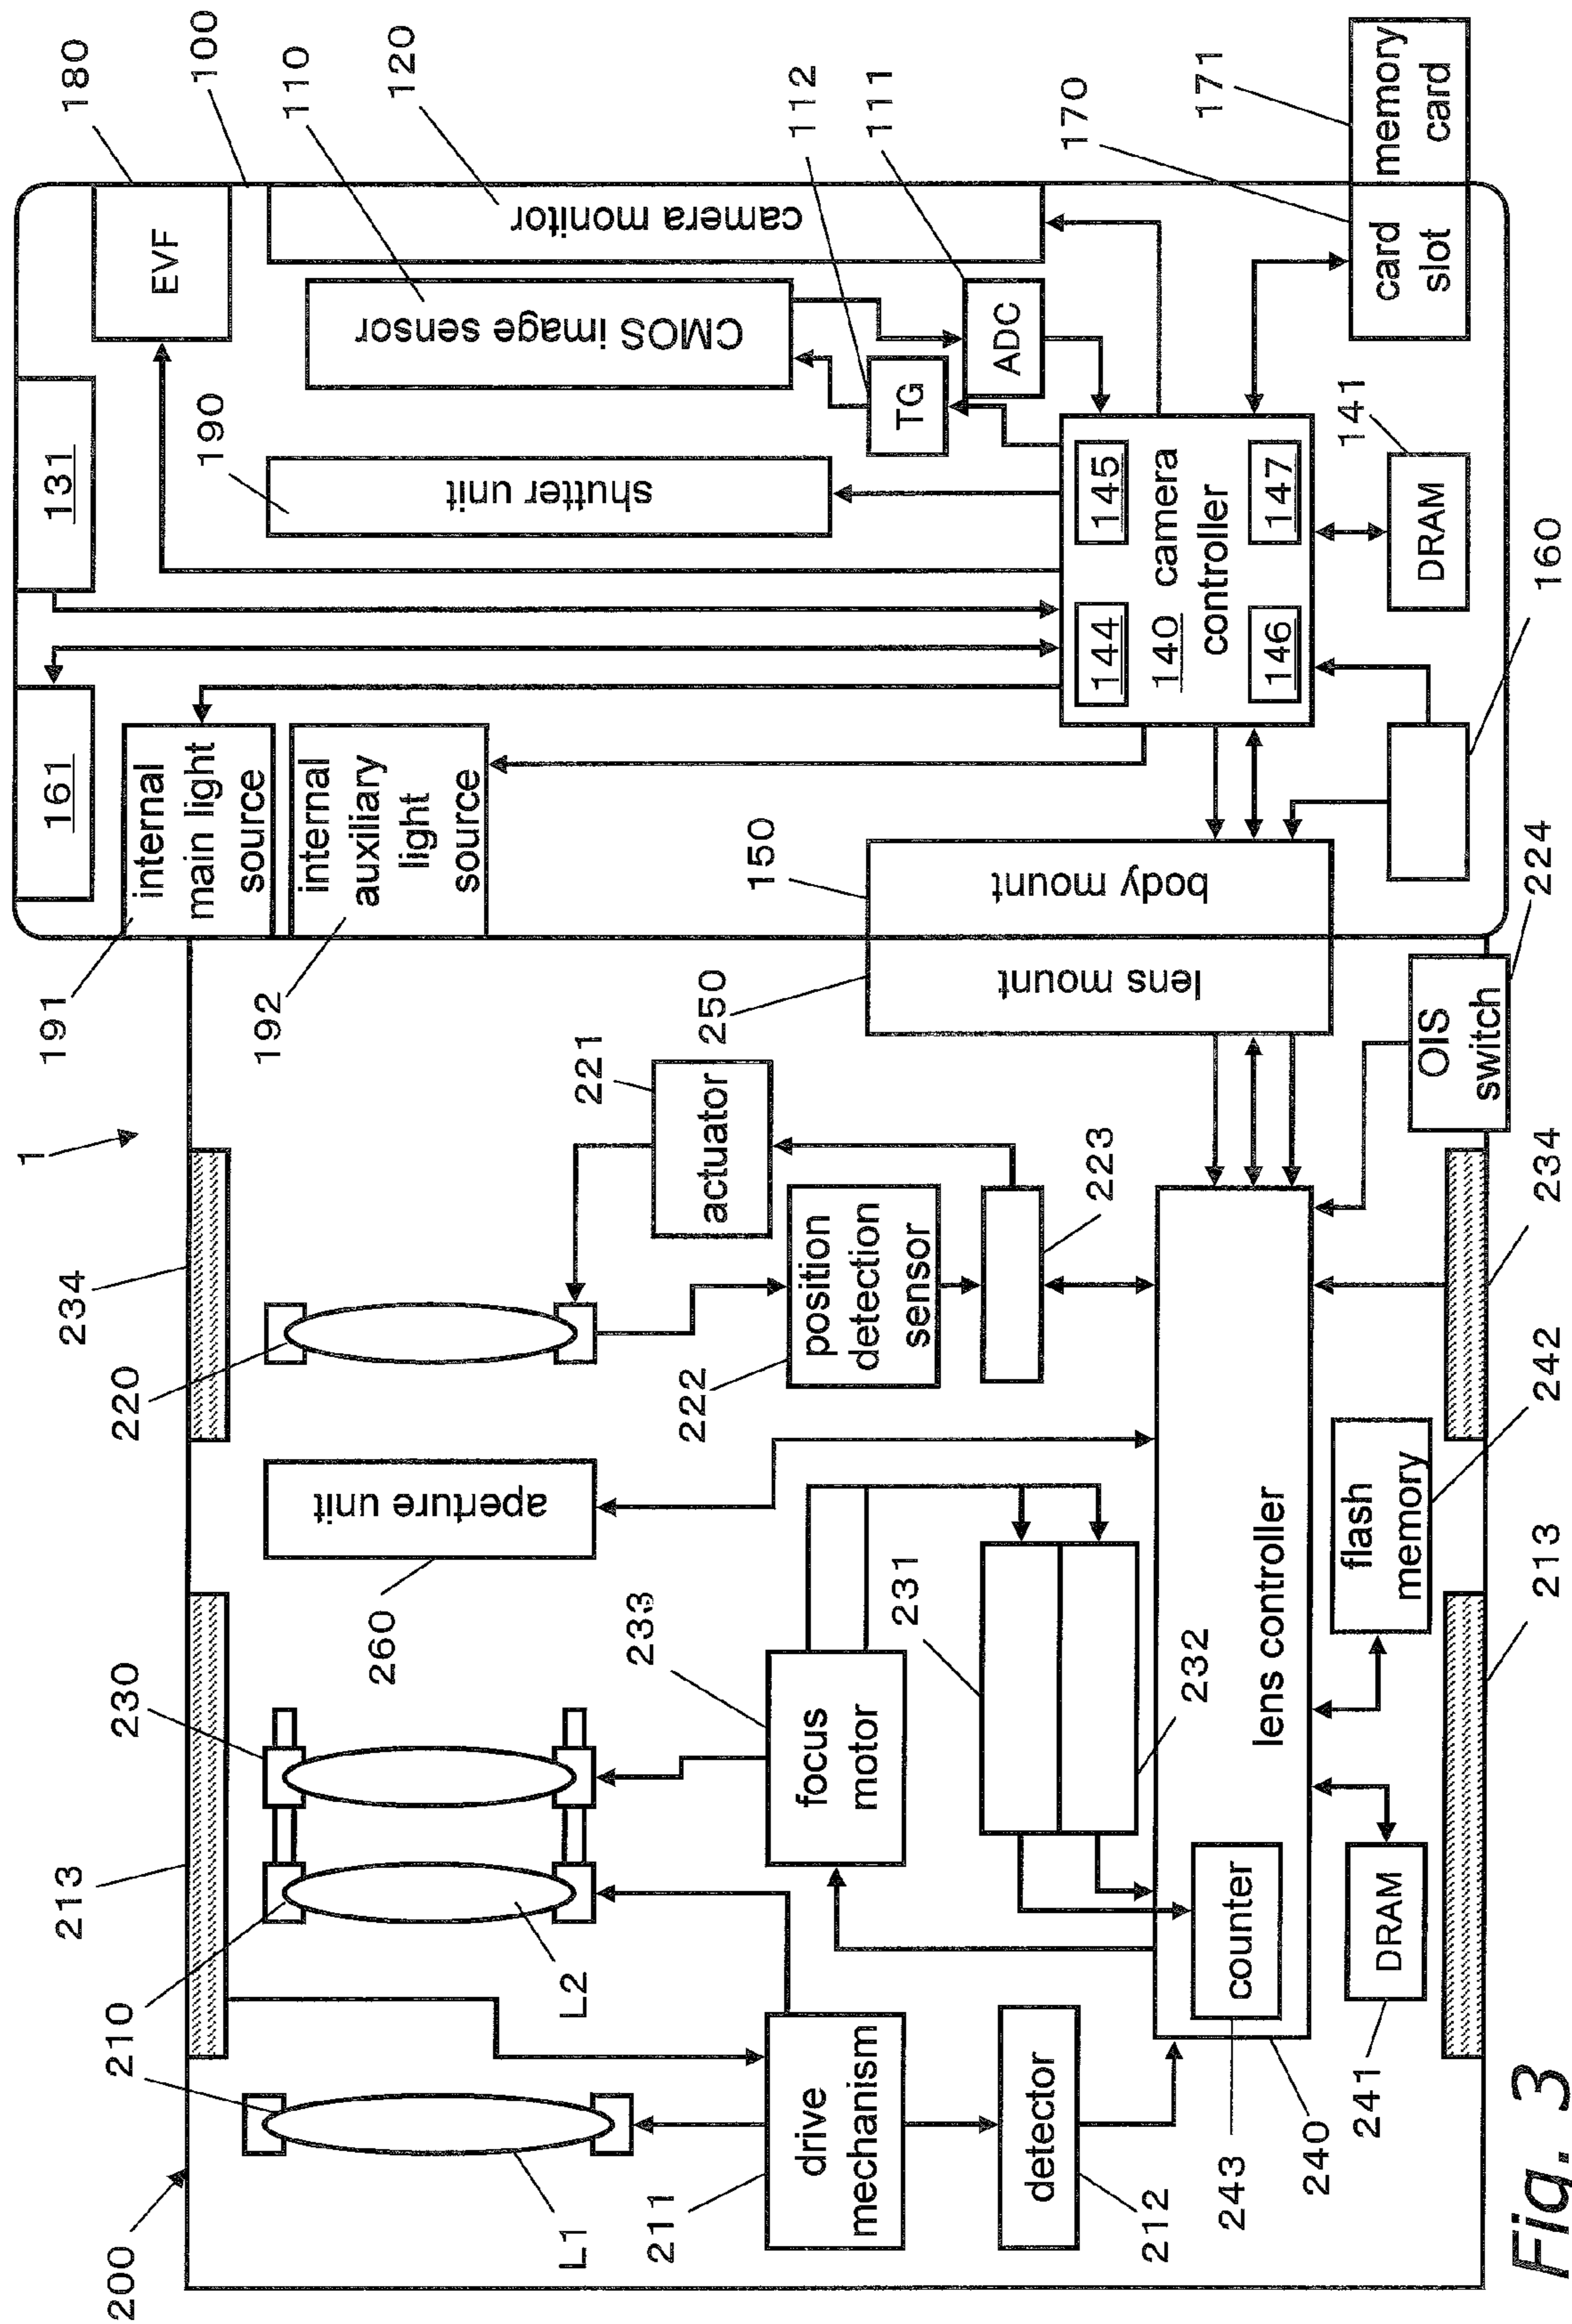 1
200
L1
210
L2
213
230
260
234
220
221
actuator
222
position
detection
sensor
223
aperture unit
233
focus
motor
231
232
211
drive
mechanism
212
detector
243
counter
240
lens controller
241
DRAM
flash
memory
242
213
234
OIS
switch
224
250
lens mount
150
body mount
191
internal
main light
source
192
internal
auxiliary
light
source
161
131
190
shutter unit
EVF
180
100
110
CMOS image sensor
120
camera monitor
112
TG
111
ADC
144
145
140 camera
controller
146
147
141
DRAM
160
170
card
slot
171
memory
card
Fig. 3